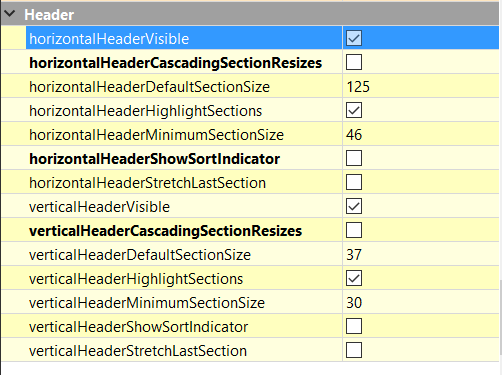 Header
horizontalHeaderVisible
horizontalHeaderCascadingSectionResizes
horizontalHeaderDefaultSectionSize 125
horizontalHeaderHighlightSections
horizontalHeaderMinimumSectionSize 46
horizontalHeaderShowSortIndicator
horizontalHeaderStretchLastSection
verticalHeaderVisible
verticalHeaderCascadingSectionResizes
verticalHeaderDefaultSectionSize 37
verticalHeaderHighlightSections
verticalHeaderMinimumSectionSize 30
verticalHeaderShowSortIndicator
verticalHeaderStretchLastSection